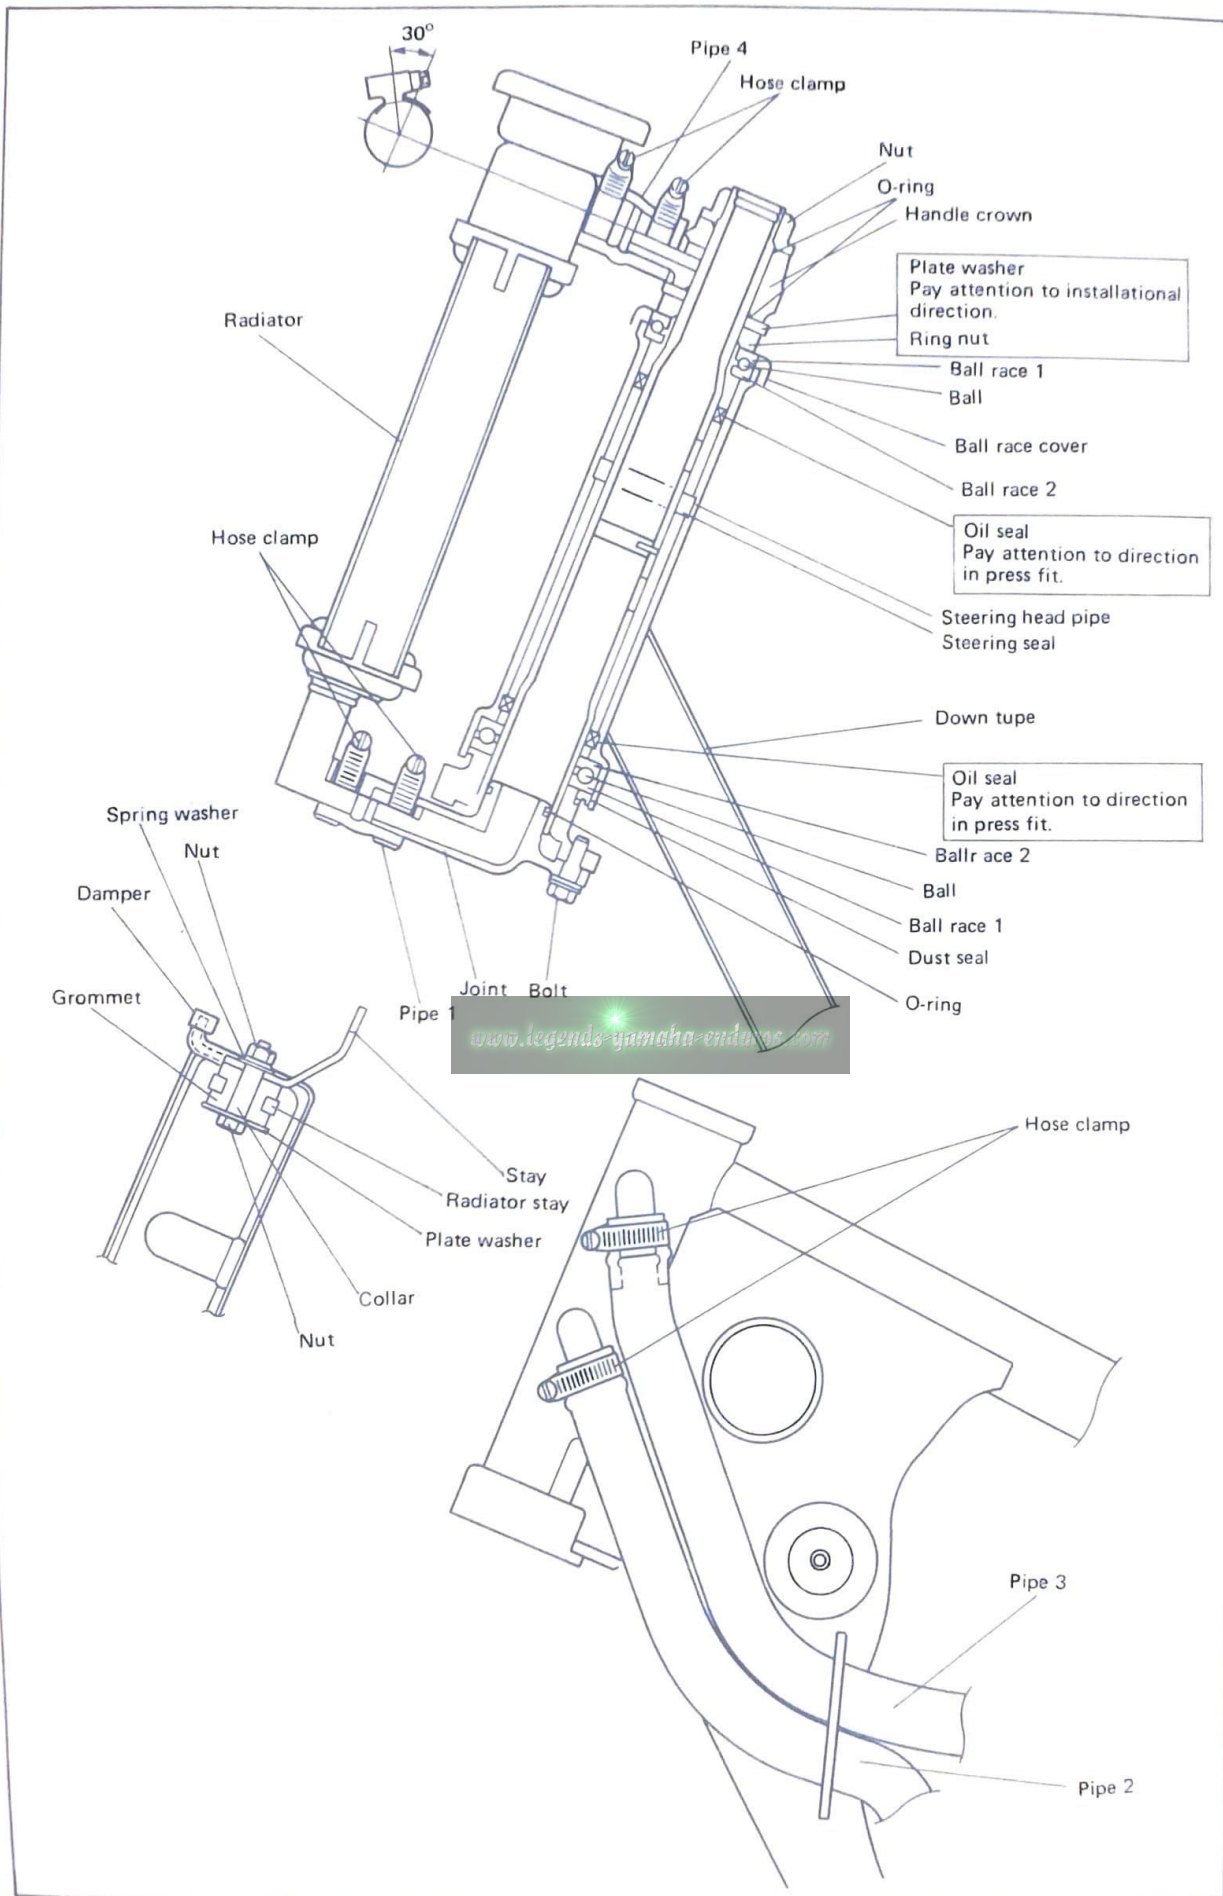 30°
Pipe 4
Hose clamp
Nut
O-ring
Handle crown
Plate washer
Pay attention to installational
direction.
Ring nut
Radiator
Ball race 1
Ball
Ball race cover
Ball race 2
Oil seal
Pay attention to direction
in press fit.
Hose clamp
Steering head pipe
Steering seal
Down tupe
Oil seal
Pay attention to direction
in press fit.
Ballr ace 2
Ball
Ball race 1
Dust seal
O-ring
Spring washer
Nut
Damper
Grommet
Joint
Bolt
Pipe 1
www.legends-yamaha-enduros.com
Stay
Radiator stay
Plate washer
Collar
Nut
Hose clamp
Pipe 3
Pipe 2